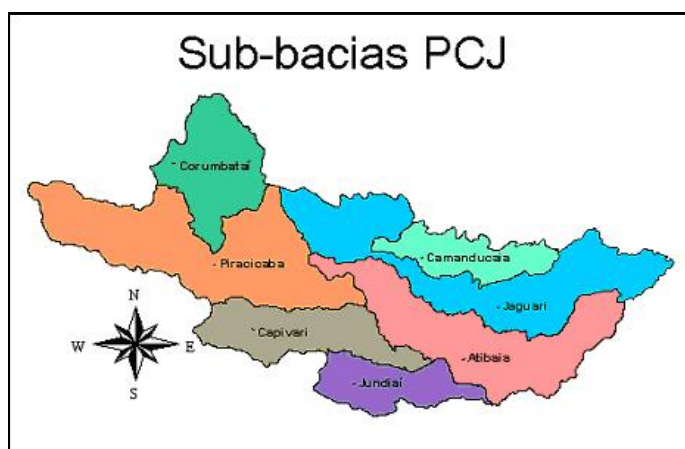 Sub-bacias PCJ
Corumbataí
Piracicaba
Camanducaia
Jaguari
Capivari
Atibaia
Jundiaí
N
W
E
S